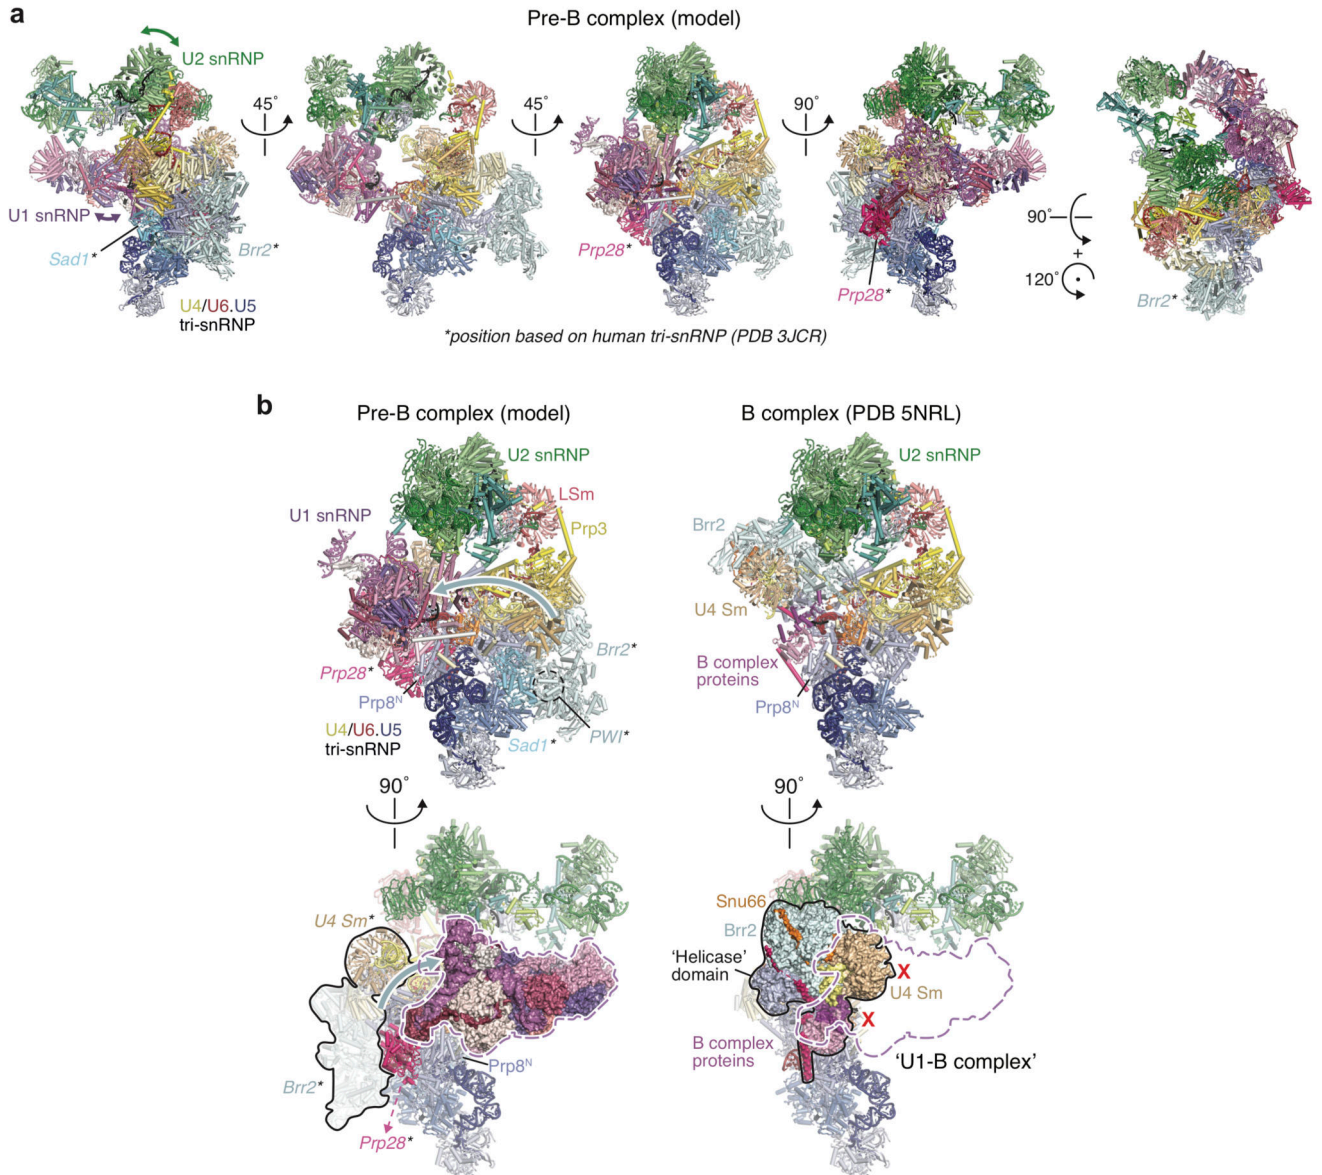 a
Pre-B complex (model)
U2 snRNP
45°
45°
90°
U1 snRNP
Sad1*
Brr2*
U4/U6.U5
tri-snRNP
Prp28*
Prp28*
90°
+
120°
Brr2*
*position based on human tri-snRNP (PDB 3JCR)
b
Pre-B complex (model)
U2 snRNP
LSm
U1 snRNP
Prp3
Brr2*
Prp28*
Prp8N
U4/U6.U5
tri-snRNP
Sad1*
PWI*
90°
U4 Sm*
Prp8N
Brr2*
Prp28*
B complex (PDB 5NRL)
U2 snRNP
Brr2
U4 Sm
B complex
proteins
Prp8N
90°
Snu66
Brr2
'Helicase'
domain
X
U4 Sm
X
B complex
proteins
'U1-B complex'